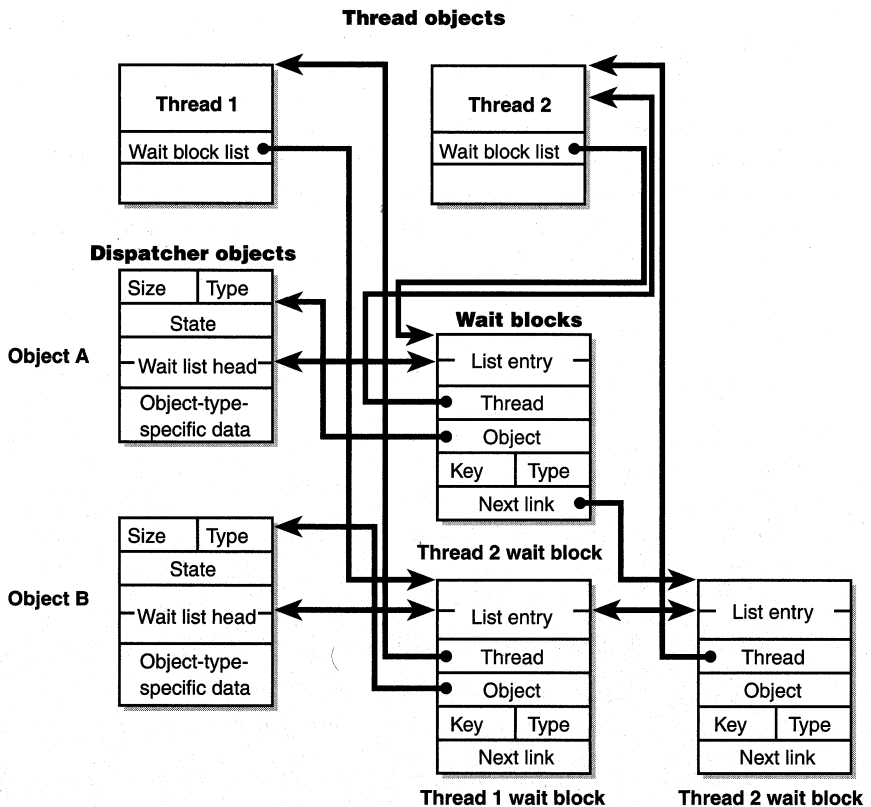 Thread objects
Thread 1
Wait block list
Thread 2
Wait block list
Dispatcher objects
Object A
Size Type
State
Wait list head
Object-type-
specific data
Wait blocks
List entry
Thread
Object
Key Type
Next link
Thread 2 wait block
Object B
Size Type
State
Wait list head
Object-type-
specific data
List entry
Thread
Object
Key Type
Next link
Thread 1 wait block
List entry
Thread
Object
Key Type
Next link
Thread 2 wait block